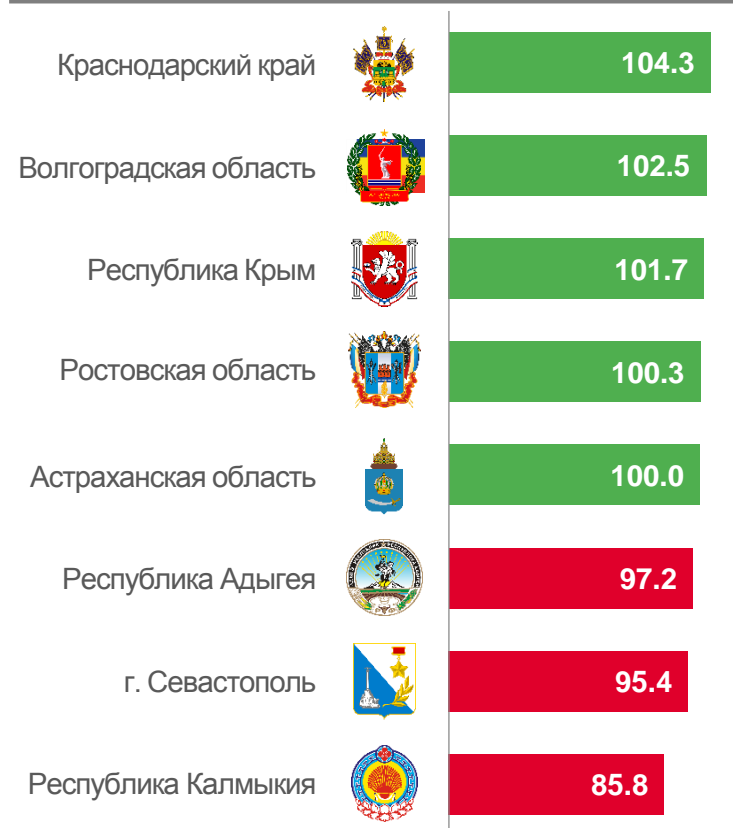 Краснодарский край 104.3
Волгоградская область 102.5
Республика Крым 101.7
Ростовская область 100.3
Астраханская область 100.0
Республика Адыгея 97.2
г. Севастополь 95.4
Республика Калмыкия 85.8